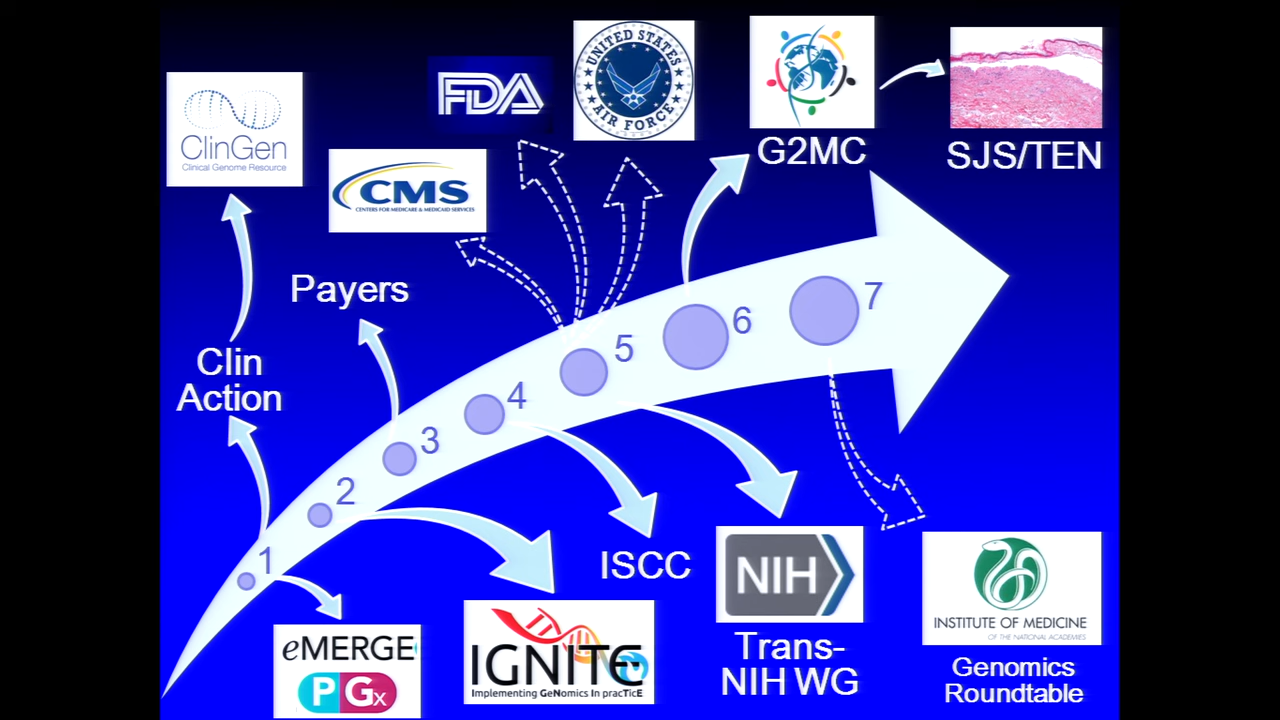 ClinGen
Clinical Genome Resource
FDA
UNITED STATES
AIR FORCE
G2MC
SJS/TEN
CMS
CENTERS FOR MEDICARE & MEDICAID SERVICES
Payers
Clin
Action
1
2
3
4
5
6
7
eMERGE
PGx
IGNITE
Implementing GeNomics In pracTicE
ISCC
NIH
Trans-
NIH WG
INSTITUTE OF MEDICINE
OF THE NATIONAL ACADEMIES
Genomics
Roundtable